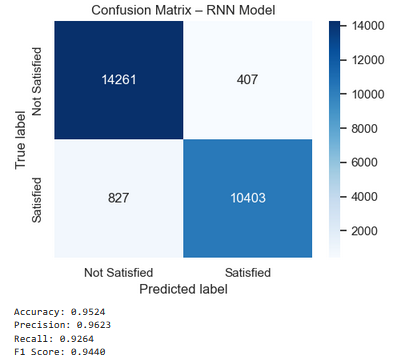 Confusion Matrix – RNN Model
True label
Not Satisfied
14261
407
Satisfied
827
10403
Not Satisfied
Satisfied
Predicted label
14000
12000
10000
8000
6000
4000
2000
Accuracy: 0.9524
Precision: 0.9623
Recall: 0.9264
F1 Score: 0.9440